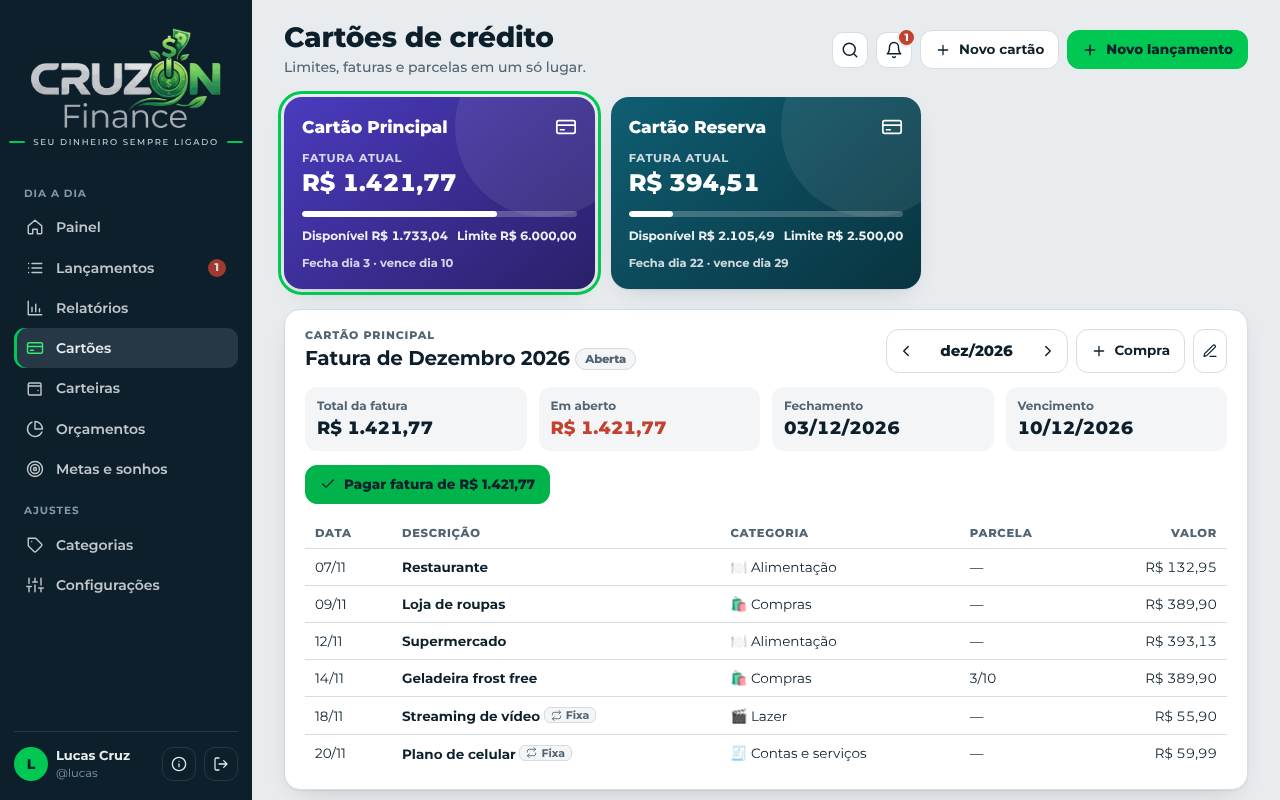 CRUZON
Finance
SEU DINHEIRO SEMPRE LIGADO
DIA A DIA
Painel
Lançamentos 1
Relatórios
Cartões
Carteiras
Orçamentos
Metas e sonhos
AJUSTES
Categorias
Configurações
L
Lucas Cruz
@lucas
Cartões de crédito
Limites, faturas e parcelas em um só lugar.
1
+ Novo cartão
+ Novo lançamento
Cartão Principal
FATURA ATUAL
R$ 1.421,77
Disponível R$ 1.733,04 Limite R$ 6.000,00
Fecha dia 3 · vence dia 10
Cartão Reserva
FATURA ATUAL
R$ 394,51
Disponível R$ 2.105,49 Limite R$ 2.500,00
Fecha dia 22 · vence dia 29
CARTÃO PRINCIPAL
Fatura de Dezembro 2026 Aberta
dez/2026
+ Compra
Total da fatura
R$ 1.421,77
Em aberto
R$ 1.421,77
Fechamento
03/12/2026
Vencimento
10/12/2026
Pagar fatura de R$ 1.421,77
DATA DESCRIÇÃO CATEGORIA PARCELA VALOR
07/11 Restaurante 🍽️ Alimentação — R$ 132,95
09/11 Loja de roupas 🛍️ Compras — R$ 389,90
12/11 Supermercado 🍽️ Alimentação — R$ 393,13
14/11 Geladeira frost free 🛍️ Compras 3/10 R$ 389,90
18/11 Streaming de vídeo Fixa 🎬 Lazer — R$ 55,90
20/11 Plano de celular Fixa 🧾 Contas e serviços — R$ 59,99